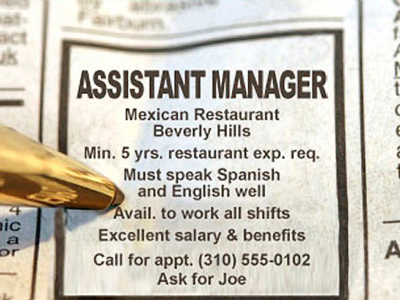 ASSISTANT MANAGER
Mexican Restaurant
Beverly Hills
Min. 5 yrs. restaurant exp. req.
Must speak Spanish
and English well
Avail. to work all shifts
Excellent salary & benefits
Call for appt. (310) 555-0102
Ask for Joe